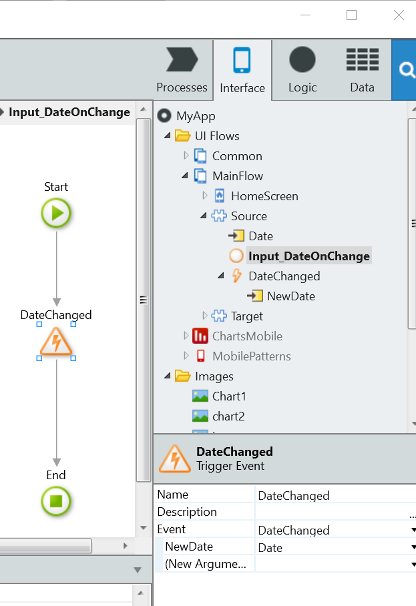 Processes
Interface
Logic
Data
Input_DateOnChange
Start
DateChanged
End
MyApp
UI Flows
Common
MainFlow
HomeScreen
Source
Date
Input_DateOnChange
DateChanged
NewDate
Target
ChartsMobile
MobilePatterns
Images
Chart1
chart2
DateChanged
Trigger Event
Name DateChanged
Description ...
Event DateChanged
NewDate Date
(New Argume...